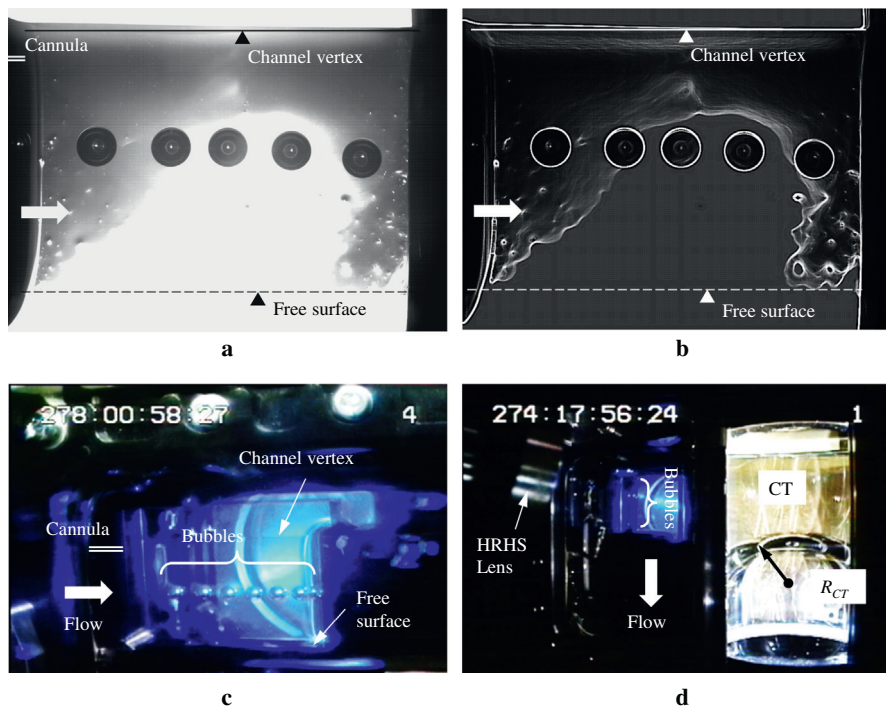 Cannula
Channel vertex
Free surface
a
Cannula
Channel vertex
Free surface
b
278:00:58:27
4
Channel vertex
Cannula
Bubbles
Flow
Free
surface
c
274:17:56:24
1
Bubbles
CT
HRHS
Lens
R_CT
Flow
d